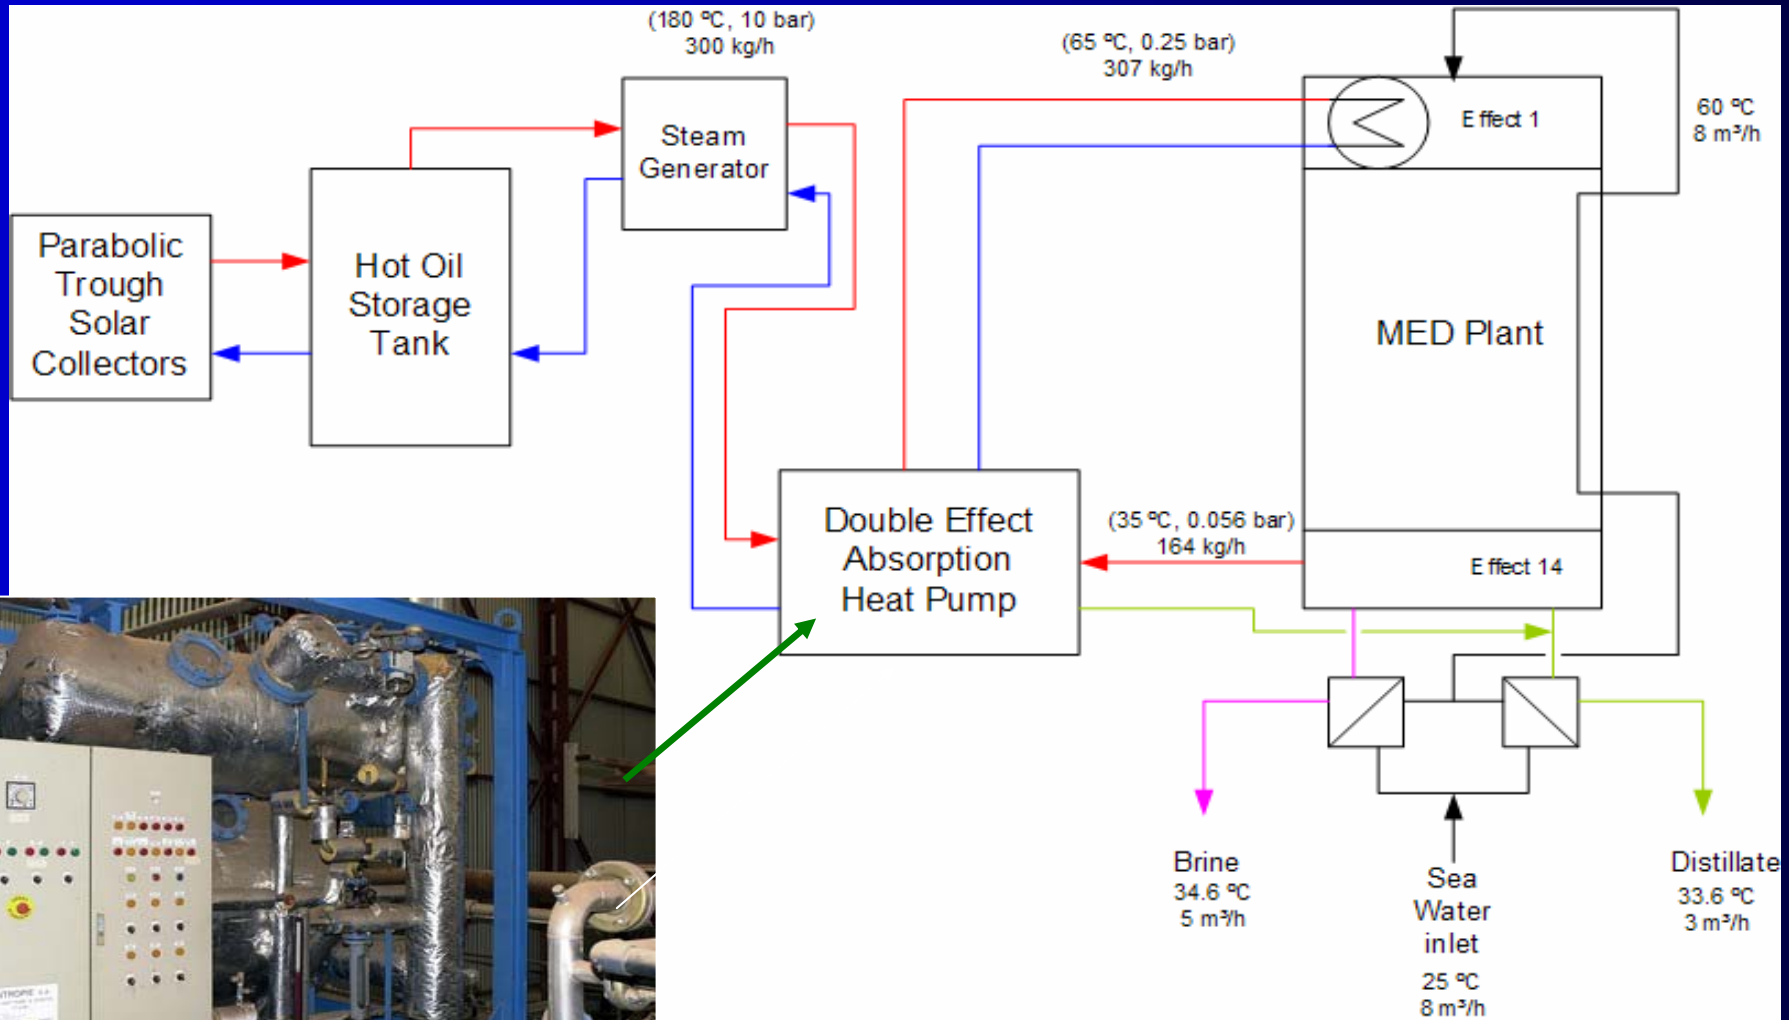 (180 ºC, 10 bar)
300 kg/h
(65 ºC, 0.25 bar)
307 kg/h
Steam
Generator
Effect 1
60 ºC
8 m³/h
Parabolic
Trough
Solar
Collectors
Hot Oil
Storage
Tank
MED Plant
Double Effect
Absorption
Heat Pump
(35 ºC, 0.056 bar)
164 kg/h
Effect 14
Brine
34.6 ºC
5 m³/h
Sea
Water
inlet
25 ºC
8 m³/h
Distillate
33.6 ºC
3 m³/h